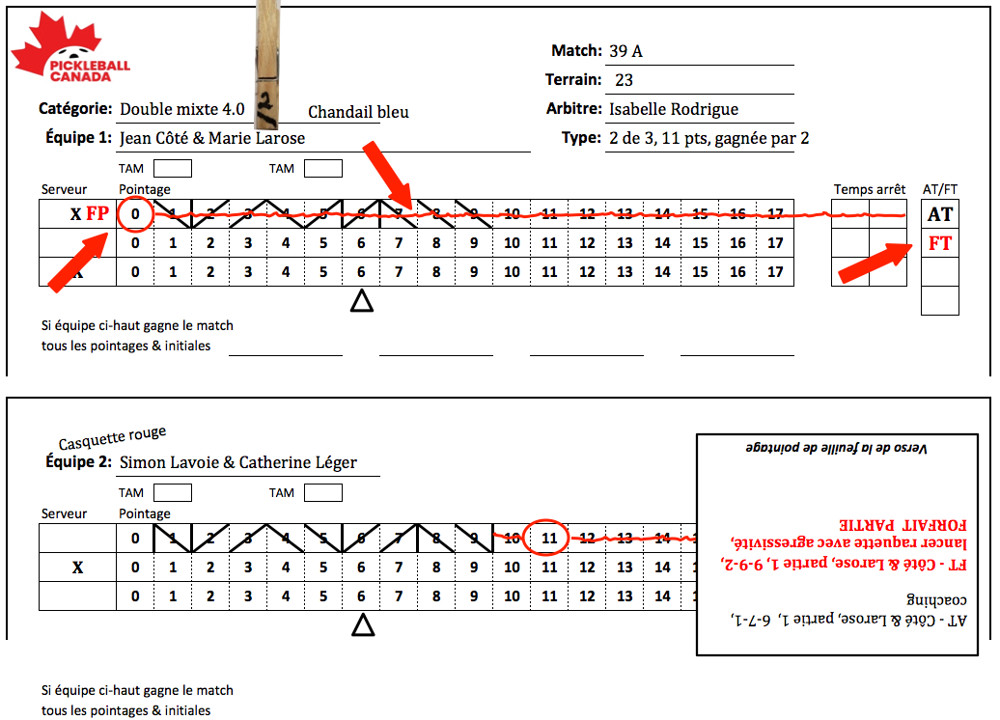 PICKLEBALL
CANADA
Match: 39 A
Terrain: 23
Catégorie: Double mixte 4.0 /2 Chandail bleu Arbitre: Isabelle Rodrigue
Équipe 1: Jean Côté & Marie Larose Type: 2 de 3, 11 pts, gagnée par 2
TAM TAM
Serveur Pointage Temps arrêt AT/FT
X FP 0 1 2 3 4 5 6 7 8 9 10 11 12 13 14 15 16 17 AT
0 1 2 3 4 5 6 7 8 9 10 11 12 13 14 15 16 17 FT
X 0 1 2 3 4 5 6 7 8 9 10 11 12 13 14 15 16 17
Si équipe ci-haut gagne le match
tous les pointages & initiales
Casquette rouge
Équipe 2: Simon Lavoie & Catherine Léger
TAM TAM
Serveur Pointage
0 1 2 3 4 5 6 7 8 9 10 11 12 13 14
X 0 1 2 3 4 5 6 7 8 9 10 11 12 13 14
0 1 2 3 4 5 6 7 8 9 10 11 12 13 14
Si équipe ci-haut gagne le match
tous les pointages & initiales
AT - Côté & Larose, partie 1, 6-7-1,
coaching
FT - Côté & Larose, partie 1, 9-9-2,
lancer raquette avec agressivité,
FORFAIT PARTIE
Verso de la feuille de pointage